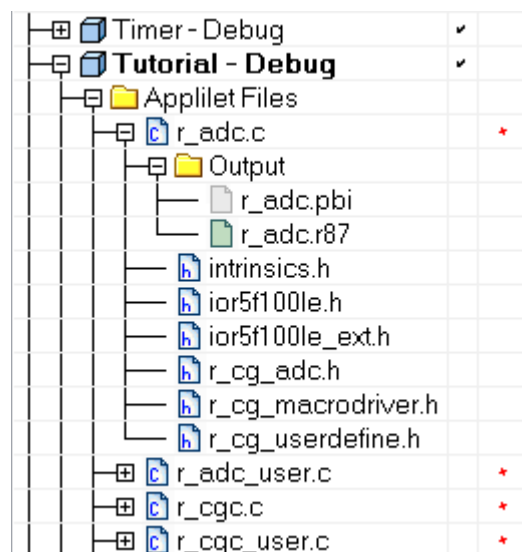 Timer - Debug
Tutorial - Debug
Applilet Files
r_adc.c
Output
r_adc.pbi
r_adc.r87
intrinsics.h
ior5f100le.h
ior5f100le_ext.h
r_cg_adc.h
r_cg_macrodriver.h
r_cg_userdefine.h
r_adc_user.c
r_cgc.c
r_cgc_user.c